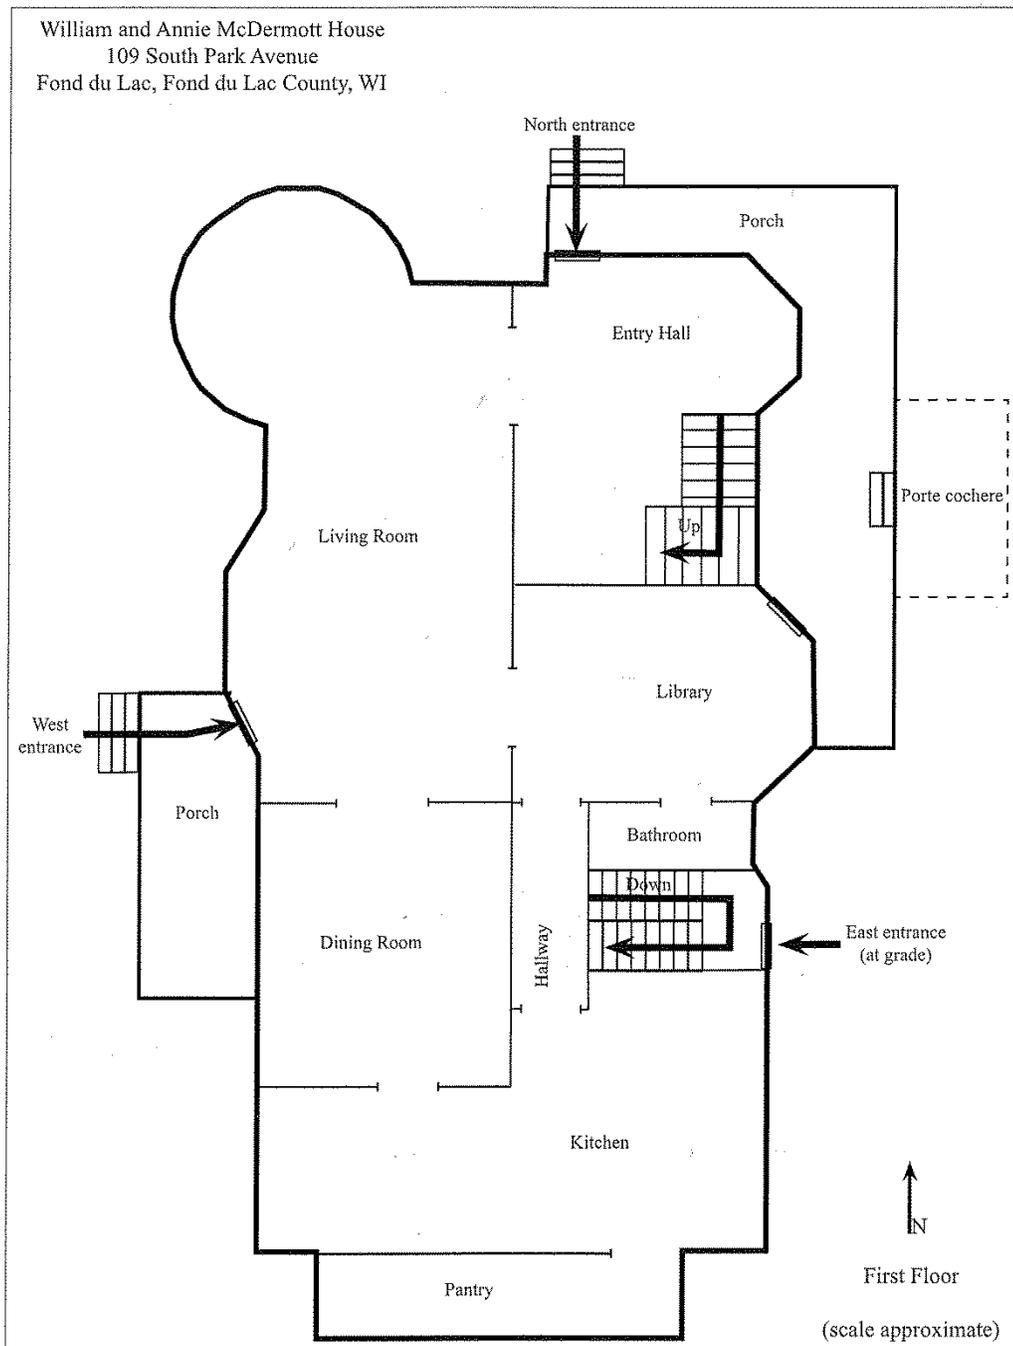 William and Annie McDermott House
109 South Park Avenue
Fond du Lac, Fond du Lac County, WI
North entrance
Porch
Entry Hall
Porte cochere
Up
Living Room
Library
West
entrance
Porch
Bathroom
Down
Dining Room
Hallway
East entrance
(at grade)
Kitchen
N
Pantry
First Floor
(scale approximate)